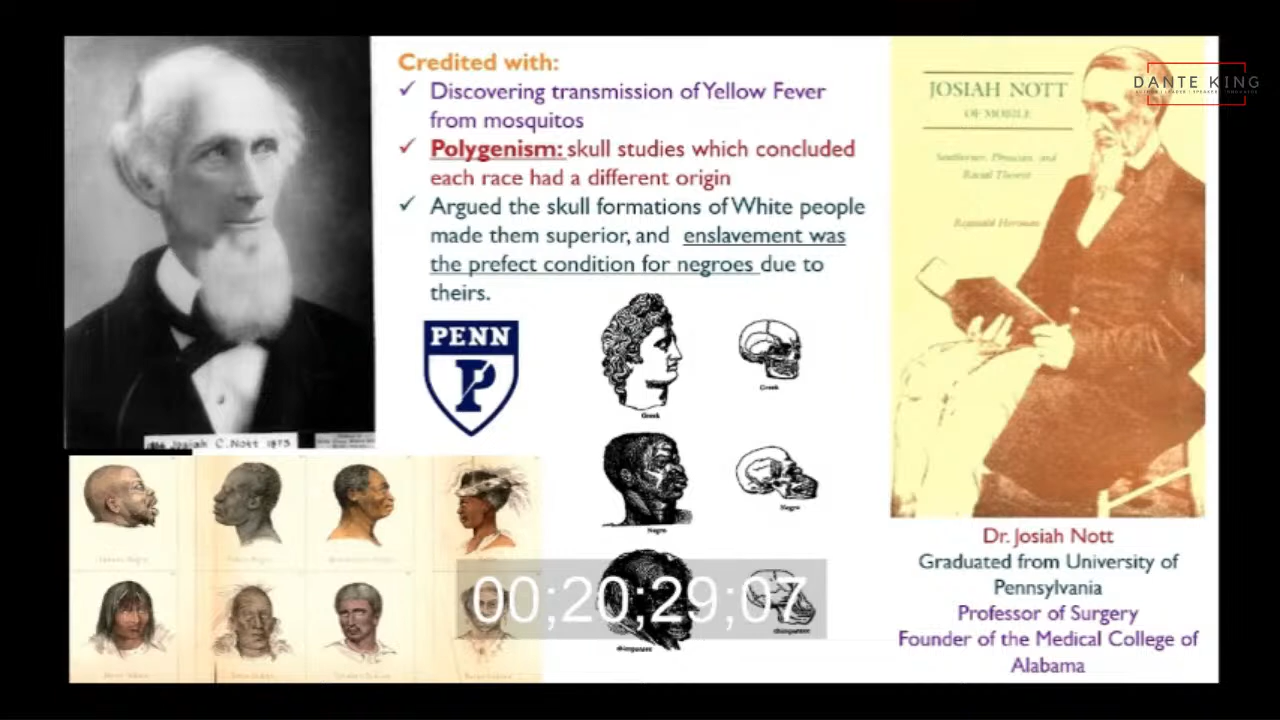 Credited with:
✓ Discovering transmission of Yellow Fever
from mosquitos
✓ Polygenism: skull studies which concluded
each race had a different origin
✓ Argued the skull formations of White people
made them superior, and enslavement was
the prefect condition for negroes due to
theirs.
PENN
P
Josiah C. Nott 1873
Greek
Greek
Negro
Negro
00;20;29;07
JOSIAH NOTT
OF MOBILE
Southerner, Physician, and
Racial Theorist
DANTE KING
Dr. Josiah Nott
Graduated from University of
Pennsylvania
Professor of Surgery
Founder of the Medical College of
Alabama